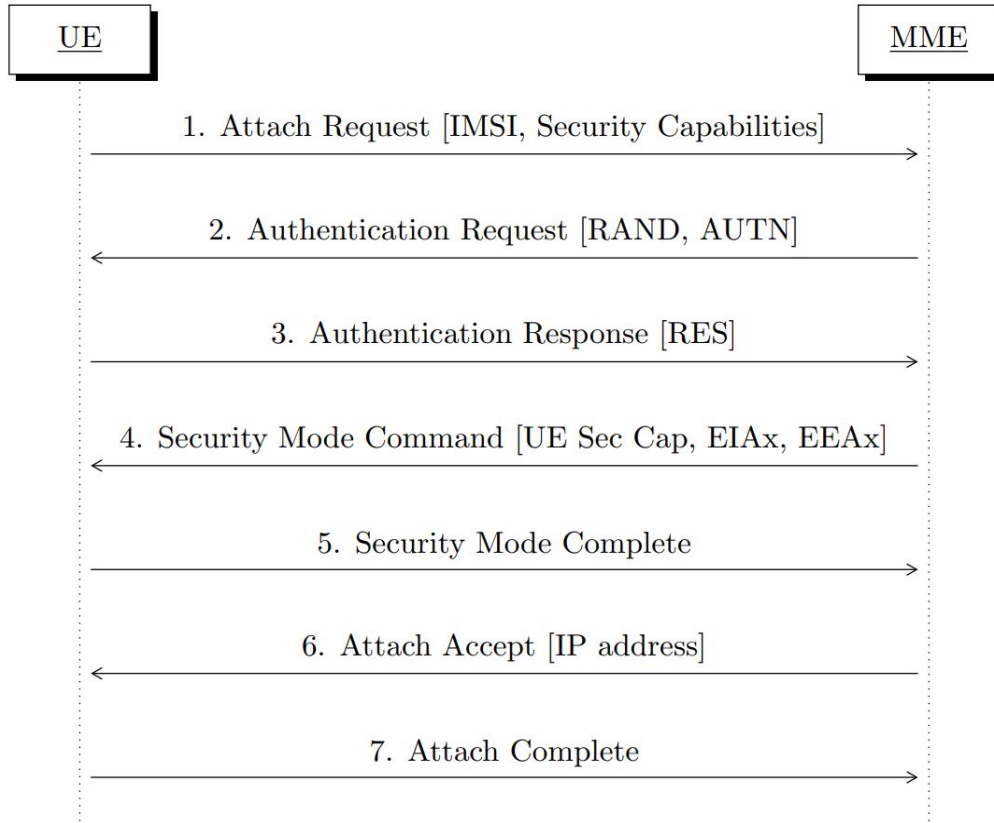 UE
MME
1. Attach Request [IMSI, Security Capabilities]
2. Authentication Request [RAND, AUTN]
3. Authentication Response [RES]
4. Security Mode Command [UE Sec Cap, EIAx, EEAx]
5. Security Mode Complete
6. Attach Accept [IP address]
7. Attach Complete